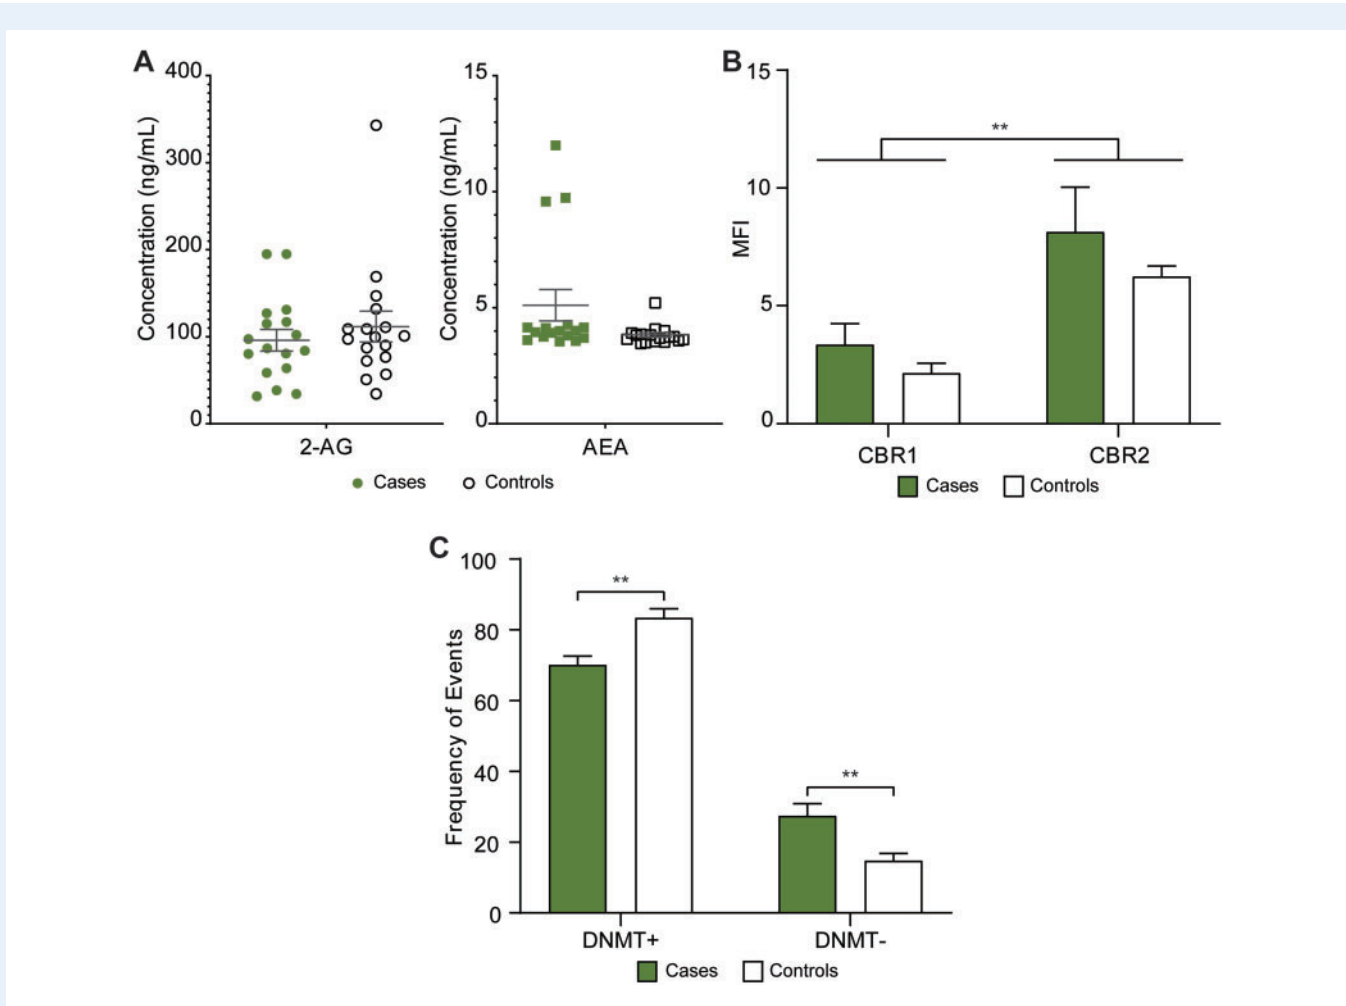 A
400
300
200
100
0
Concentration (ng/mL)
2-AG
15
10
5
0
Concentration (ng/mL)
AEA
Cases
Controls
B
15
10
5
0
MFI
**
CBR1
CBR2
Cases
Controls
C
100
80
60
40
20
0
Frequency of Events
**
**
DNMT+
DNMT-
Cases
Controls